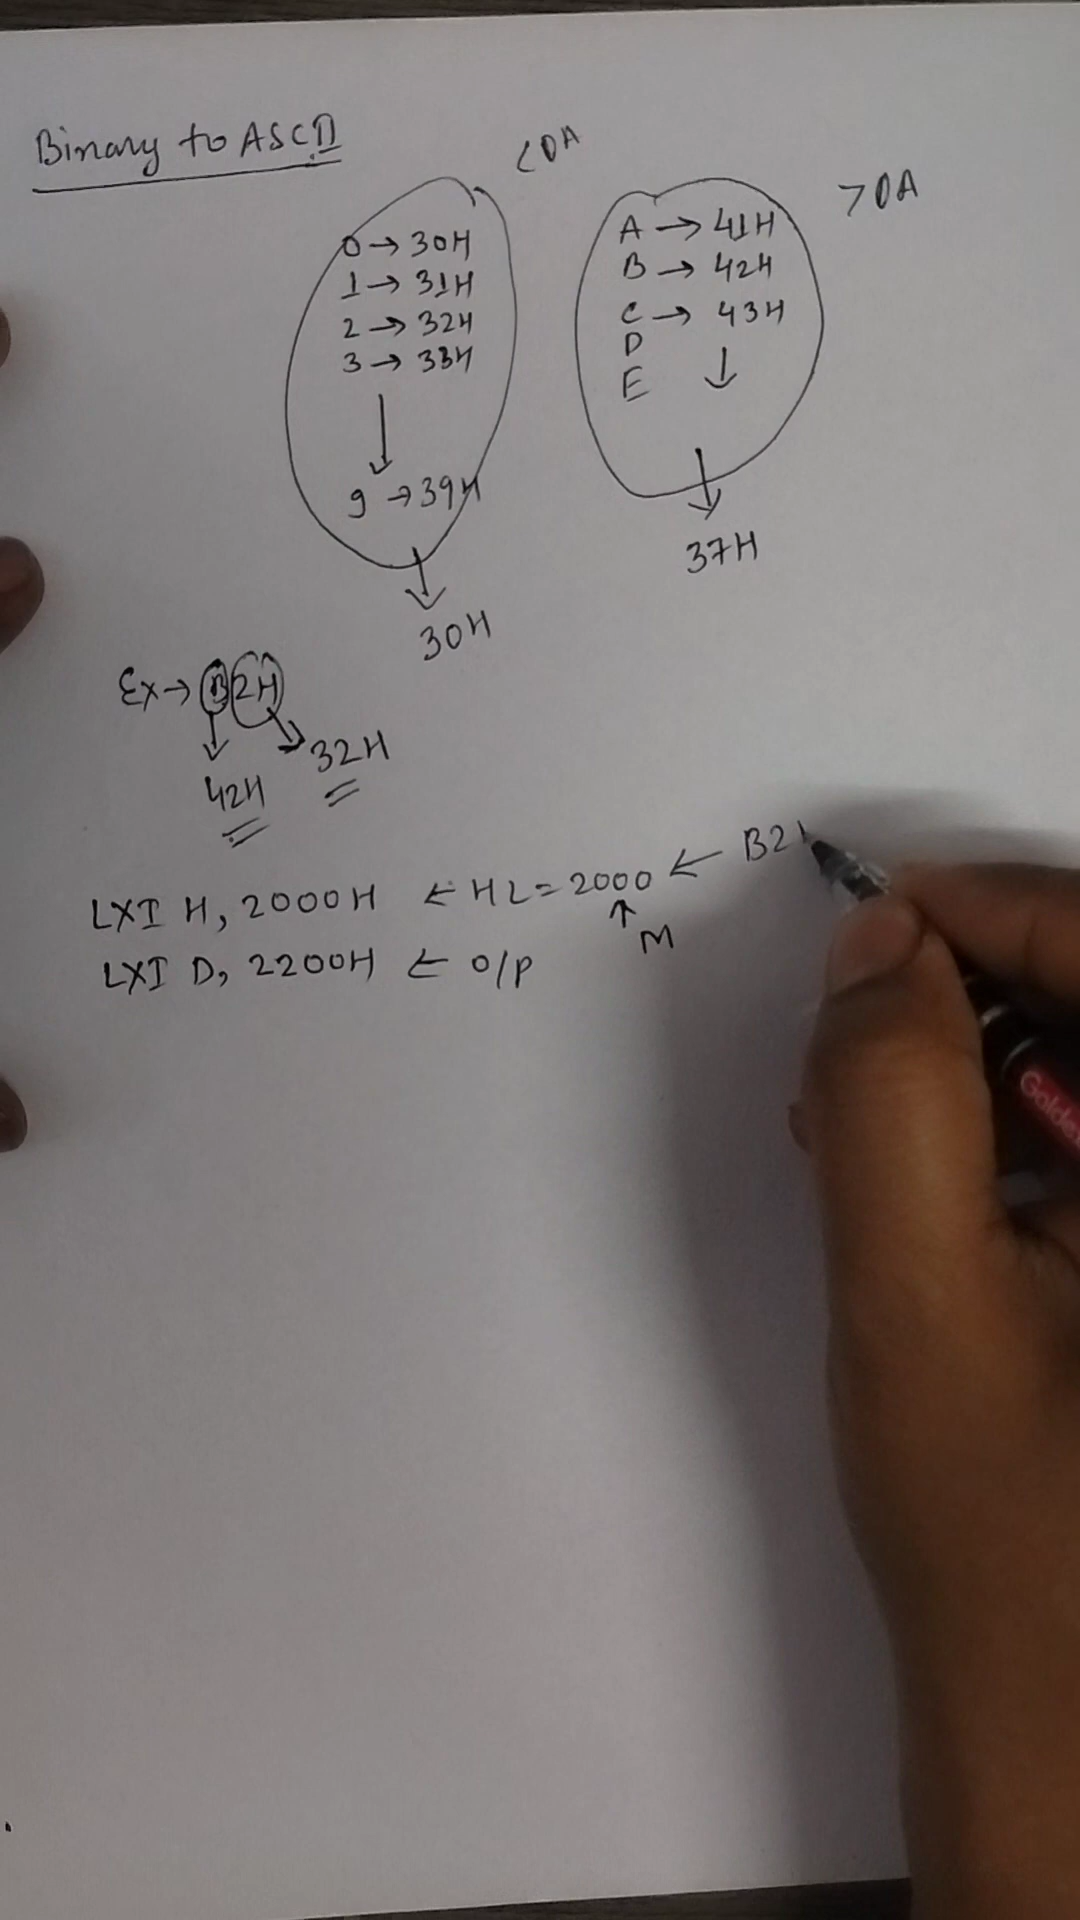 Binary to ASCII
<0A
0 → 30H
1 → 31H
2 → 32H
3 → 33H
↓
9 → 39H
↓
30H
>0A
A → 41H
B → 42H
C → 43H
D
E ↓
↓
37H
Ex → B2H
42H
32H
LXI H, 2000H ← HL = 2000 ← B2
↑
M
LXI D, 2200H ← O/P
Golde